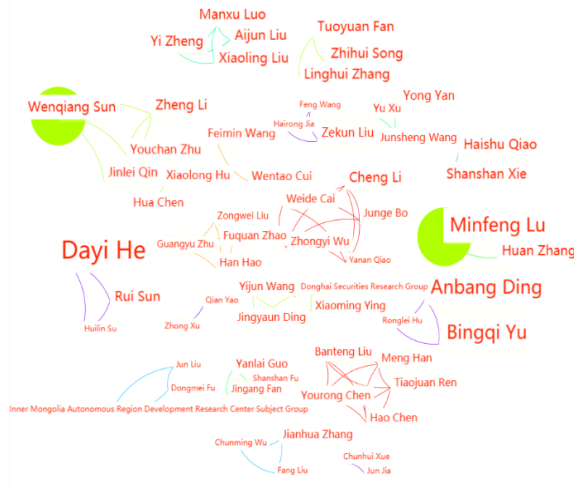 Manxu Luo
Tuoyuan Fan
Yi Zheng
Aijun Liu
Xiaoling Liu
Zhihui Song
Linghui Zhang
Wenqiang Sun
Zheng Li
Feng Wang
Yu Xu
Yong Yan
Hairong Jia
Feimin Wang
Zekun Liu
Junsheng Wang
Youchan Zhu
Haishu Qiao
Jinlei Qin
Xiaolong Hu
Wentao Cui
Cheng Li
Shanshan Xie
Hua Chen
Weide Cai
Zongwei LIu
Junge Bo
Minfeng Lu
Guangyu Zhu
Fuquan Zhao
Zhongyi Wu
Dayi He
Han Hao
Yanan Qiao
Huan Zhang
Rui Sun
Qian Yao
Yijun Wang
Donghai Securities Research Group
Anbang Ding
Xiaoming Ying
Huilin Su
Zhong Xu
Jingyaun Ding
Ronglei Hu
Bingqi Yu
Jun Liu
Yanlai Guo
Banteng Liu
Meng Han
Shanshan Fu
Dongmei Fu
Jingang Fan
Tiaojuan Ren
Yourong Chen
Inner Mongolia Autonomous Region Development Research Center Subject Group
Hao Chen
Jianhua Zhang
Chunming Wu
Chunhui Xue
Fang Liu
Jun Jia